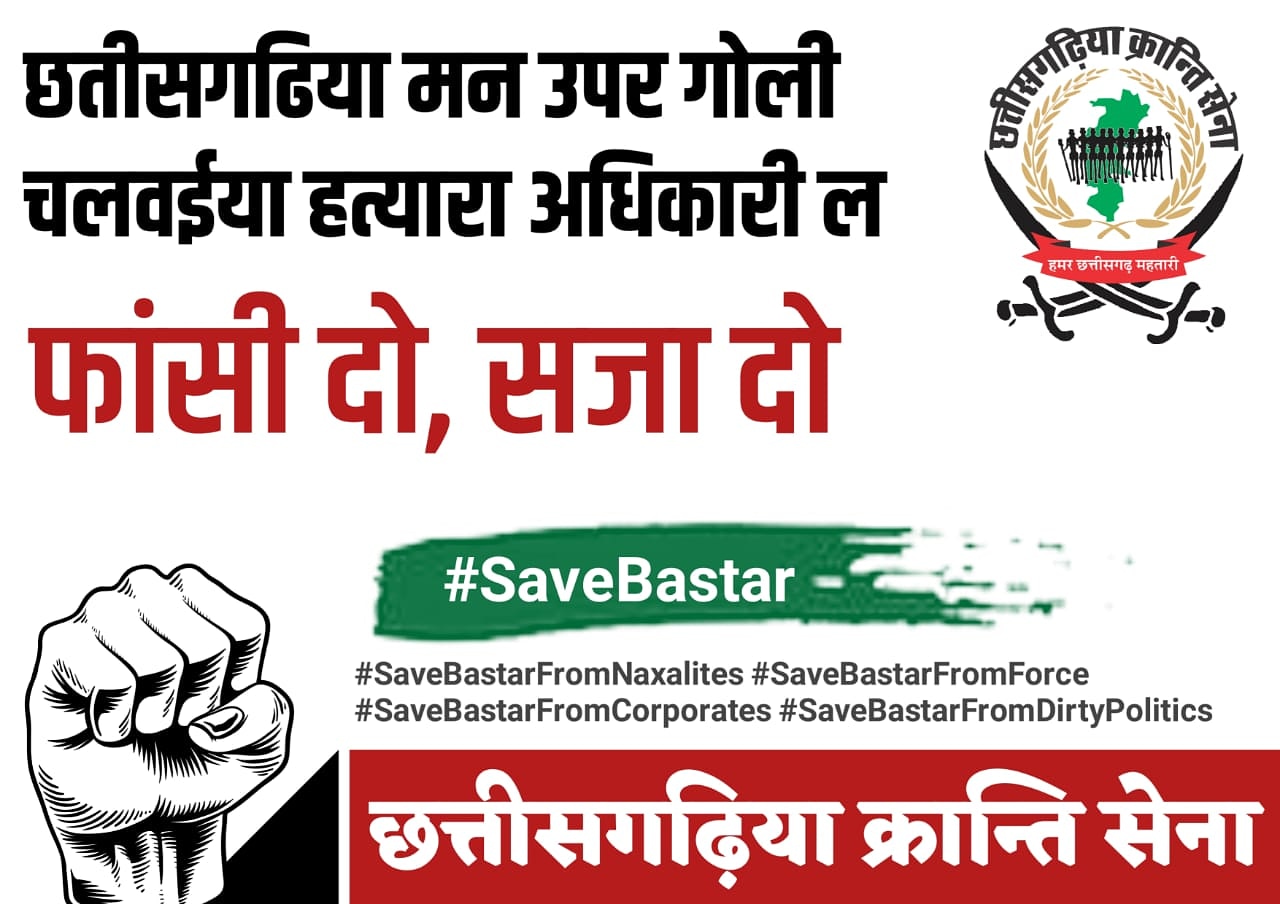 छतीसगढिया मन उपर गोली
चलवईया हत्यारा अधिकारी ल
फांसी दो, सजा दो
छत्तीसगढ़िया क्रान्ति सेना
हमर छत्तीसगढ़ महतारी
#SaveBastar
#SaveBastarFromNaxalites #SaveBastarFromForce
#SaveBastarFromCorporates #SaveBastarFromDirtyPolitics
छत्तीसगढ़िया क्रान्ति सेना